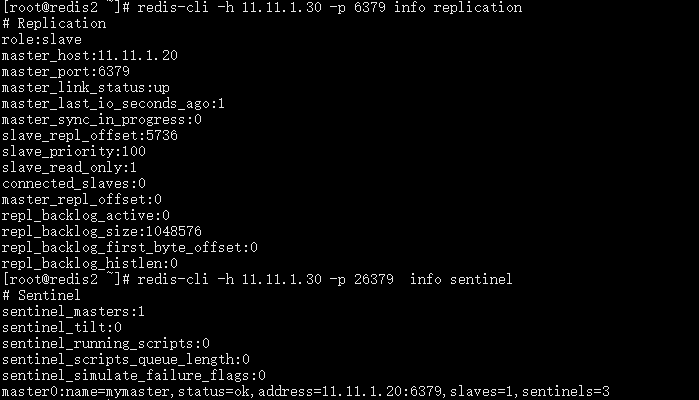 [root@redis2 ~]# redis-cli -h 11.11.1.30 -p 6379 info replication
# Replication
role:slave
master_host:11.11.1.20
master_port:6379
master_link_status:up
master_last_io_seconds_ago:1
master_sync_in_progress:0
slave_repl_offset:5736
slave_priority:100
slave_read_only:1
connected_slaves:0
master_repl_offset:0
repl_backlog_active:0
repl_backlog_size:1048576
repl_backlog_first_byte_offset:0
repl_backlog_histlen:0
[root@redis2 ~]# redis-cli -h 11.11.1.30 -p 26379  info sentinel
# Sentinel
sentinel_masters:1
sentinel_tilt:0
sentinel_running_scripts:0
sentinel_scripts_queue_length:0
sentinel_simulate_failure_flags:0
master0:name=mymaster,status=ok,address=11.11.1.20:6379,slaves=1,sentinels=3